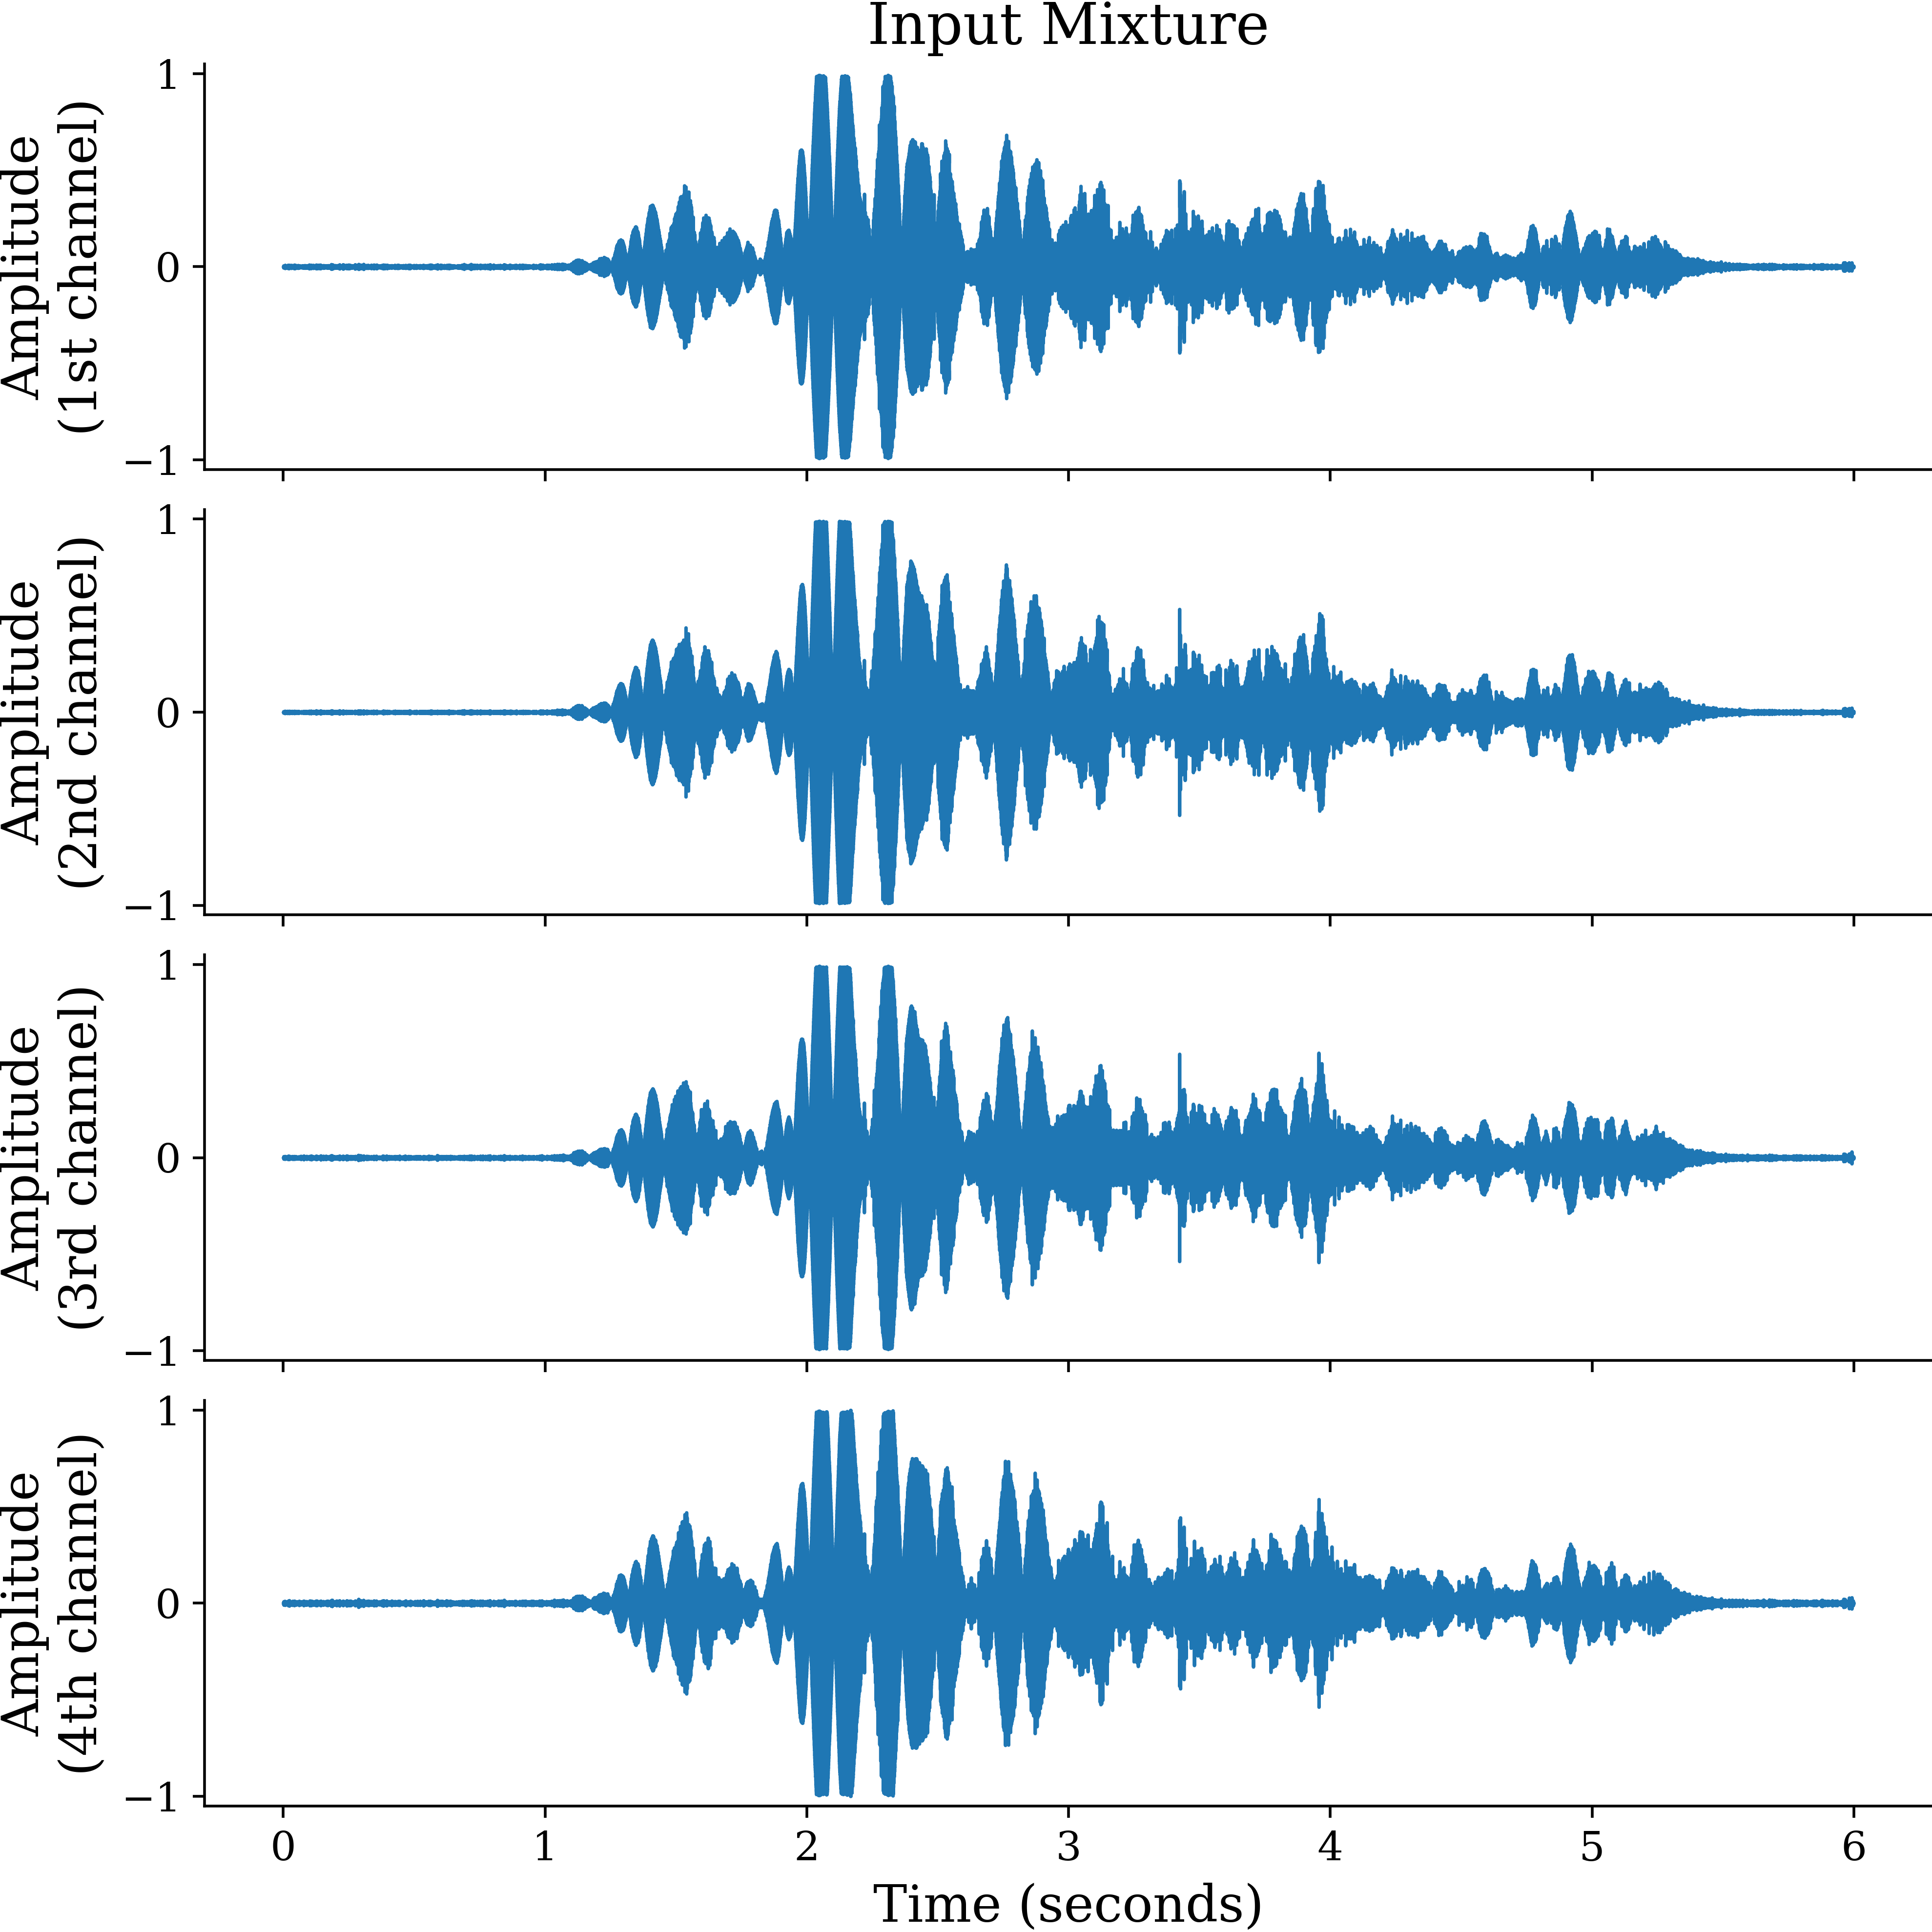 Input Mixture
Amplitude
(1st channel)
1
0
−1
Amplitude
(2nd channel)
1
0
−1
Amplitude
(3rd channel)
1
0
−1
Amplitude
(4th channel)
1
0
−1
0 1 2 3 4 5 6
Time (seconds)